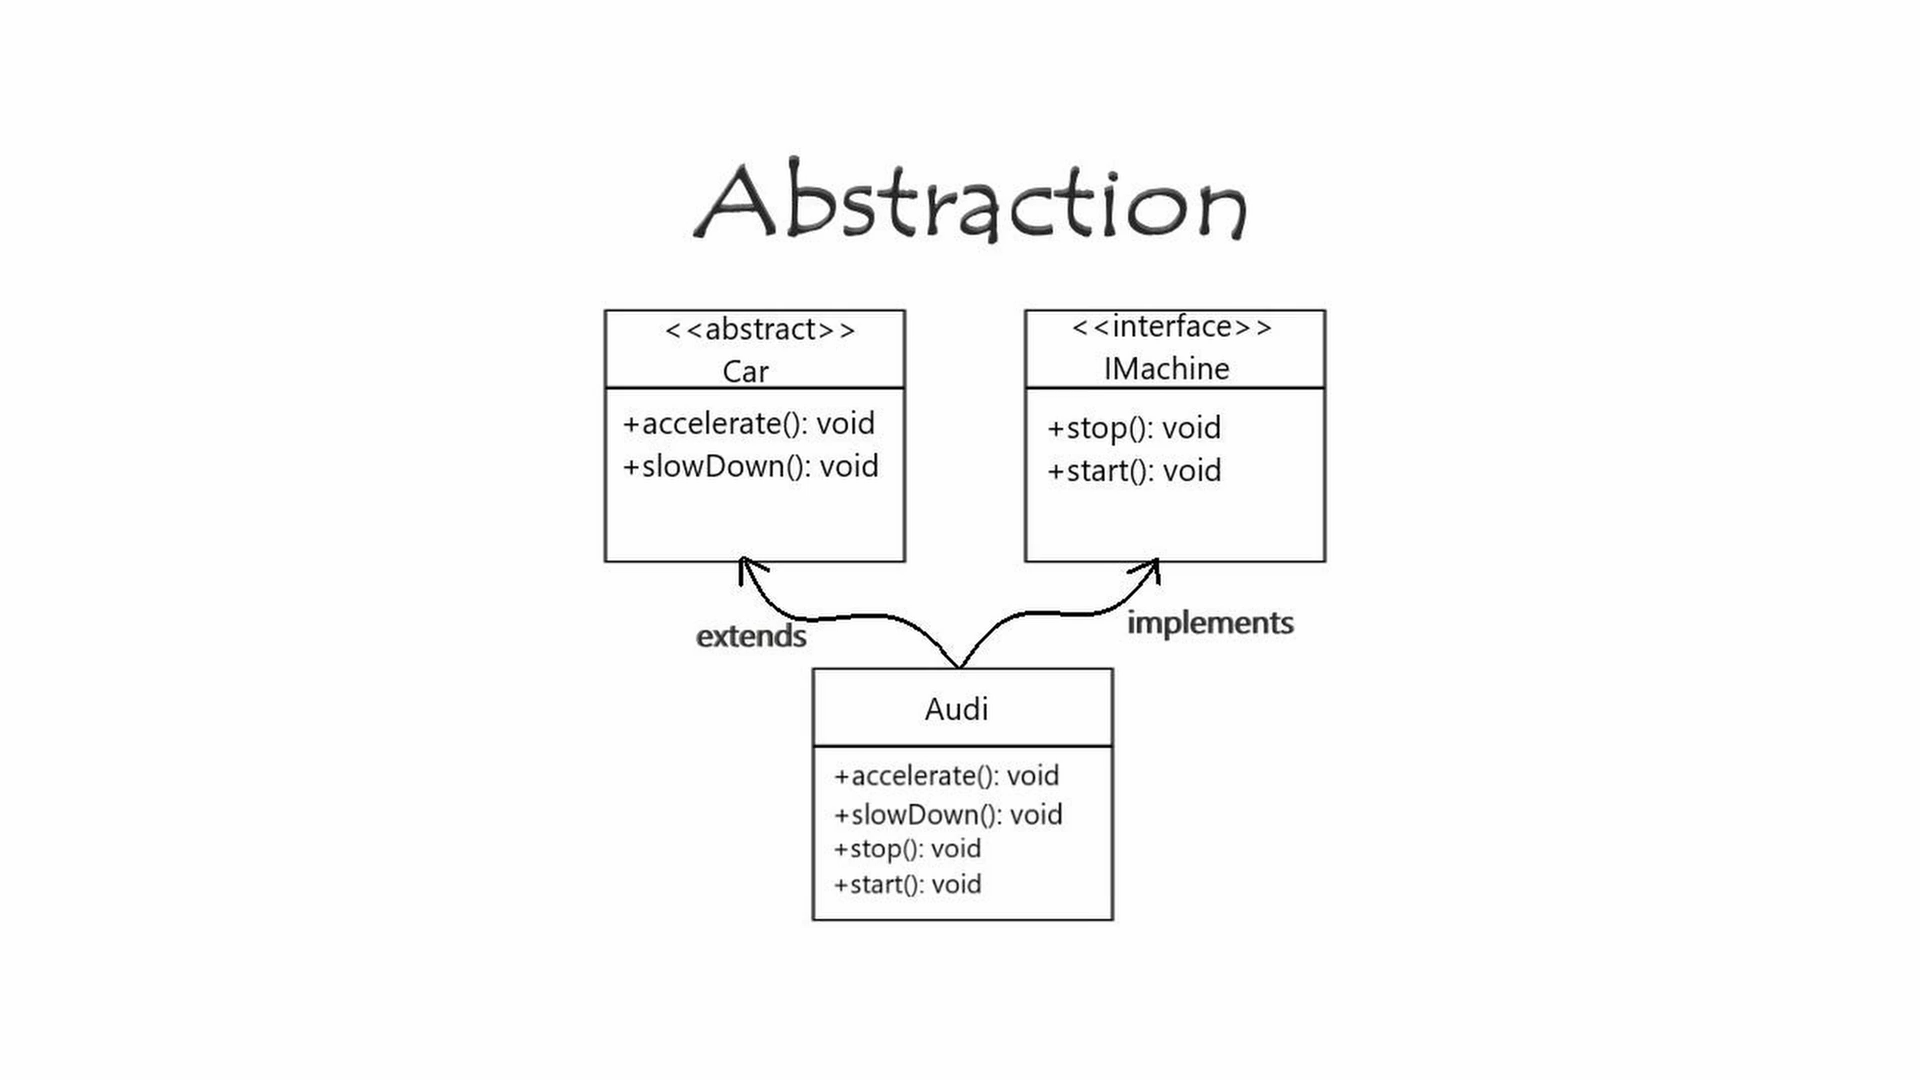 Abstraction
<<abstract>>
Car
+accelerate(): void
+slowDown(): void
<<interface>>
IMachine
+stop(): void
+start(): void
extends
implements
Audi
+accelerate(): void
+slowDown(): void
+stop(): void
+start(): void